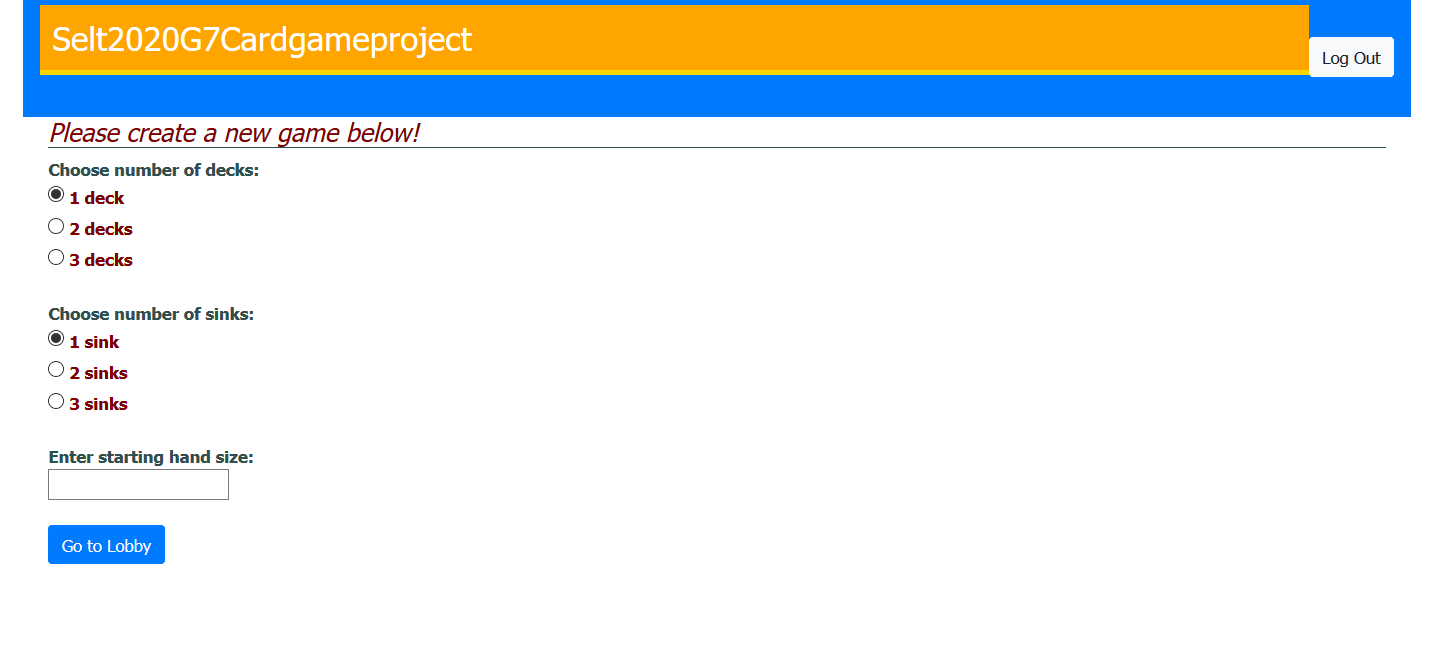 Selt2020G7Cardgameproject
Log Out
Please create a new game below!
Choose number of decks:
1 deck
2 decks
3 decks
Choose number of sinks:
1 sink
2 sinks
3 sinks
Enter starting hand size:
Go to Lobby